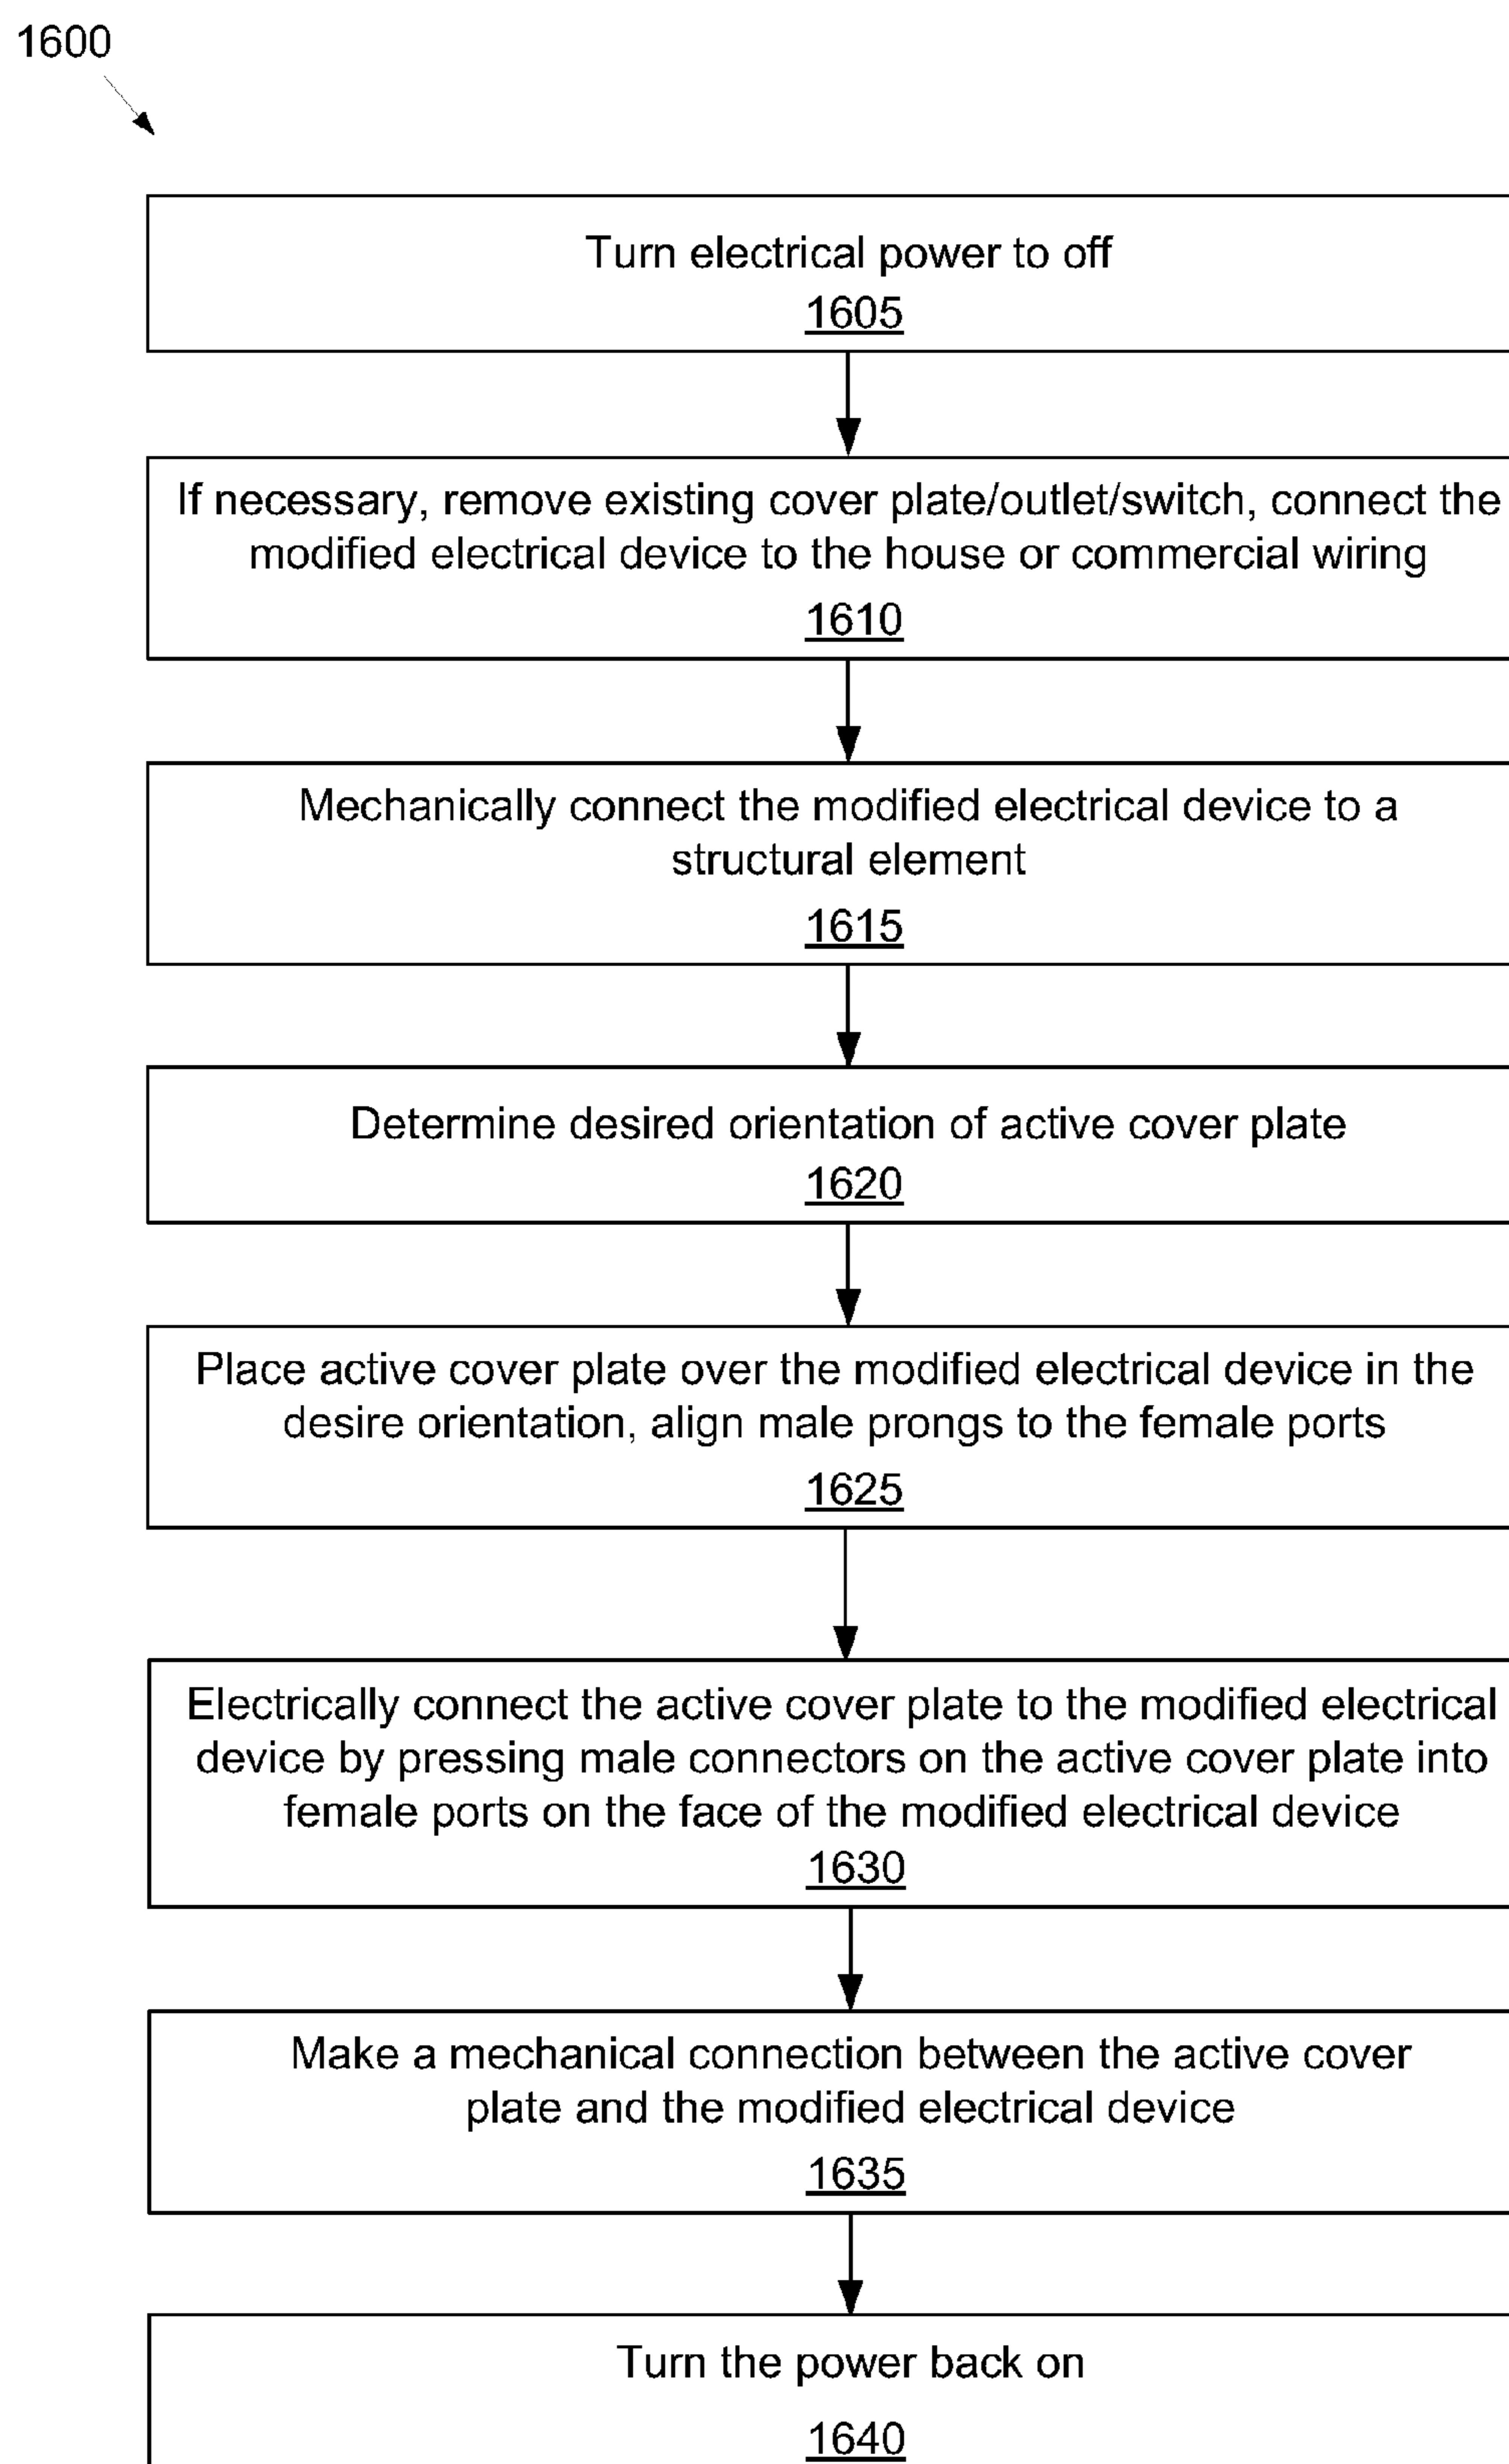 1600
Turn electrical power to off
1605
If necessary, remove existing cover plate/outlet/switch, connect the
modified electrical device to the house or commercial wiring
1610
Mechanically connect the modified electrical device to a
structural element
1615
Determine desired orientation of active cover plate
1620
Place active cover plate over the modified electrical device in the
desire orientation, align male prongs to the female ports
1625
Electrically connect the active cover plate to the modified electrical
device by pressing male connectors on the active cover plate into
female ports on the face of the modified electrical device
1630
Make a mechanical connection between the active cover
plate and the modified electrical device
1635
Turn the power back on
1640